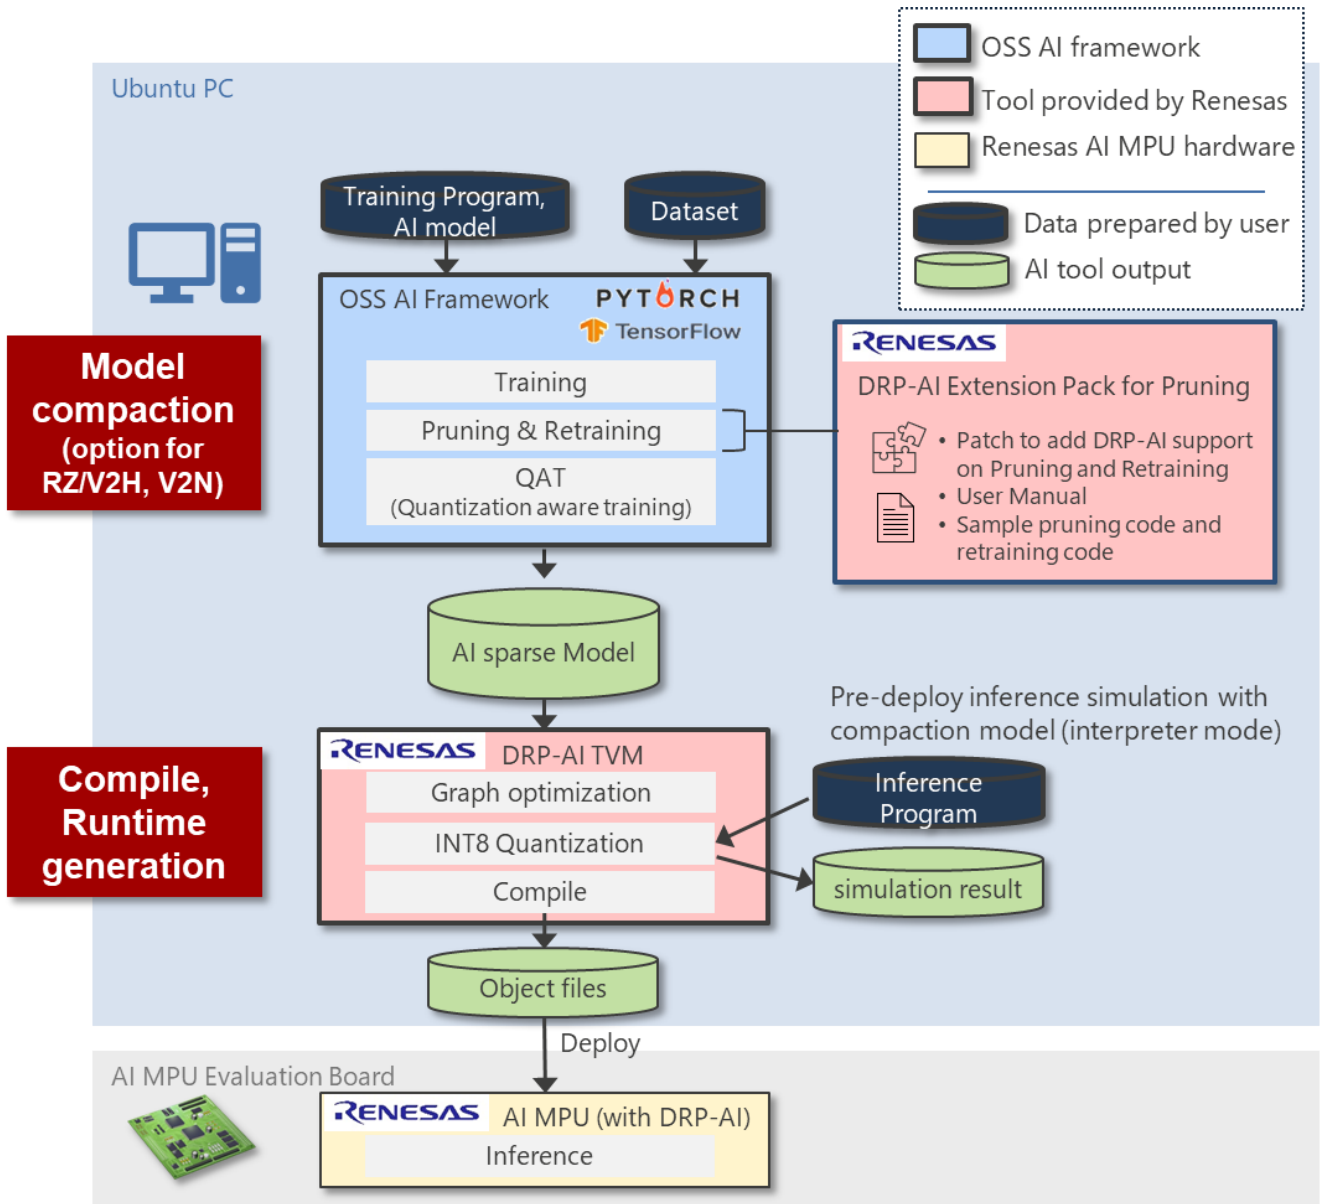 OSS AI framework
Tool provided by Renesas
Renesas AI MPU hardware
Data prepared by user
AI tool output
Ubuntu PC
Training Program,
AI model
Dataset
OSS AI Framework
PYTORCH
TensorFlow
Training
Pruning & Retraining
QAT
(Quantization aware training)
Model
compaction
(option for
RZ/V2H, V2N)
RENESAS
DRP-AI Extension Pack for Pruning
• Patch to add DRP-AI support
on Pruning and Retraining
• User Manual
• Sample pruning code and
retraining code
AI sparse Model
Pre-deploy inference simulation with
compaction model (interpreter mode)
Compile,
Runtime
generation
RENESAS
DRP-AI TVM
Graph optimization
INT8 Quantization
Compile
Inference
Program
simulation result
Object files
Deploy
AI MPU Evaluation Board
RENESAS
AI MPU (with DRP-AI)
Inference